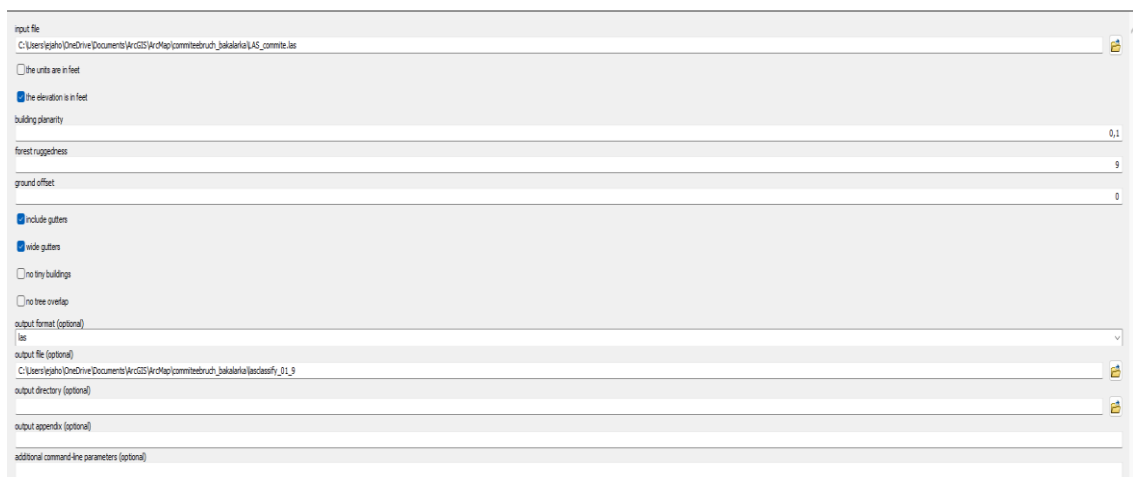 input file
C:\Users\ejaho\OneDrive\Documents\ArcGIS\ArcMap\commiteebruch_bakalarka\LAS_commite.las
the units are in feet
the elevation is in feet
building planarity
0,1
forest ruggedness
9
ground offset
0
include gutters
wide gutters
no tiny buildings
no tree overlap
output format (optional)
las
output file (optional)
C:\Users\ejaho\OneDrive\Documents\ArcGIS\ArcMap\commiteebruch_bakalarka\lasclassify_01_9
output directory (optional)
output appendix (optional)
additional command-line parameters (optional)